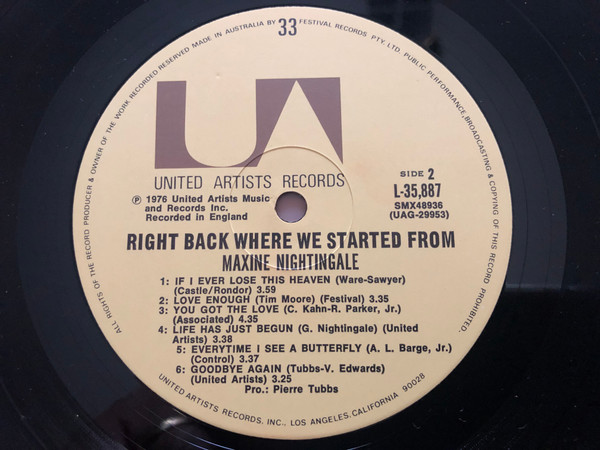 ALL RIGHTS OF THE RECORD PRODUCER & OWNER OF THE WORK RECORDED RESERVED MADE IN AUSTRALIA BY 33 FESTIVAL RECORDS PTY. LTD. PUBLIC PERFORMANCE, BROADCASTING & COPYING OF THIS RECORD PROHIBITED.
UA
UNITED ARTISTS RECORDS
SIDE 2
L-35,887
SMX48936
(UAG-29953)
℗ 1976 United Artists Music
and Records Inc.
Recorded in England
RIGHT BACK WHERE WE STARTED FROM
MAXINE NIGHTINGALE
1: IF I EVER LOSE THIS HEAVEN (Ware-Sawyer)
(Castle/Rondor) 3.59
2: LOVE ENOUGH (Tim Moore) (Festival) 3.35
3: YOU GOT THE LOVE (C. Kahn-R. Parker, Jr.)
(Associated) 4.35
4: LIFE HAS JUST BEGUN (G. Nightingale) (United
Artists) 3.38
5: EVERYTIME I SEE A BUTTERFLY (A. L. Barge, Jr.)
(Control) 3.37
6: GOODBYE AGAIN (Tubbs-V. Edwards)
(United Artists) 3.25
Pro.: Pierre Tubbs
UNITED ARTISTS RECORDS. INC., LOS ANGELES, CALIFORNIA 90028